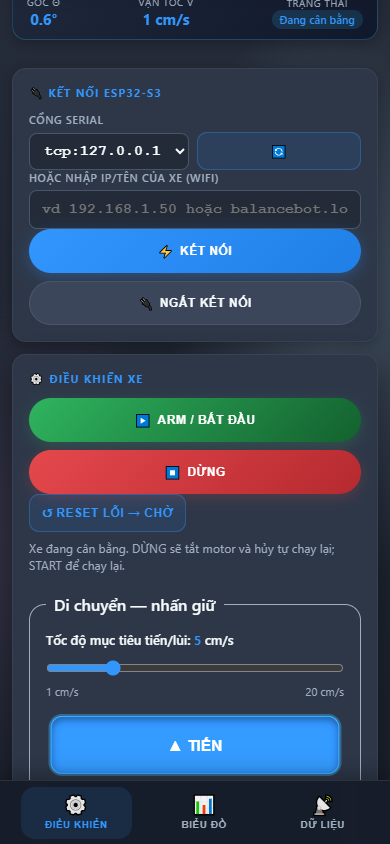 GÓC Θ VẬN TỐC V TRẠNG THÁI
0.6° 1 cm/s Đang cân bằng
KẾT NỐI ESP32-S3
CỔNG SERIAL
tcp:127.0.0.1
HOẶC NHẬP IP/TÊN CỦA XE (WIFI)
vd 192.168.1.50 hoặc balancebot.lo
KẾT NỐI
NGẮT KẾT NỐI
ĐIỀU KHIỂN XE
ARM / BẮT ĐẦU
DỪNG
↺ RESET LỖI → CHỜ
Xe đang cân bằng. DỪNG sẽ tắt motor và hủy tự chạy lại;
START để chạy lại.
Di chuyển — nhấn giữ
Tốc độ mục tiêu tiến/lùi: 5 cm/s
1 cm/s 20 cm/s
▲ TIẾN
ĐIỀU KHIỂN BIỂU ĐỒ DỮ LIỆU